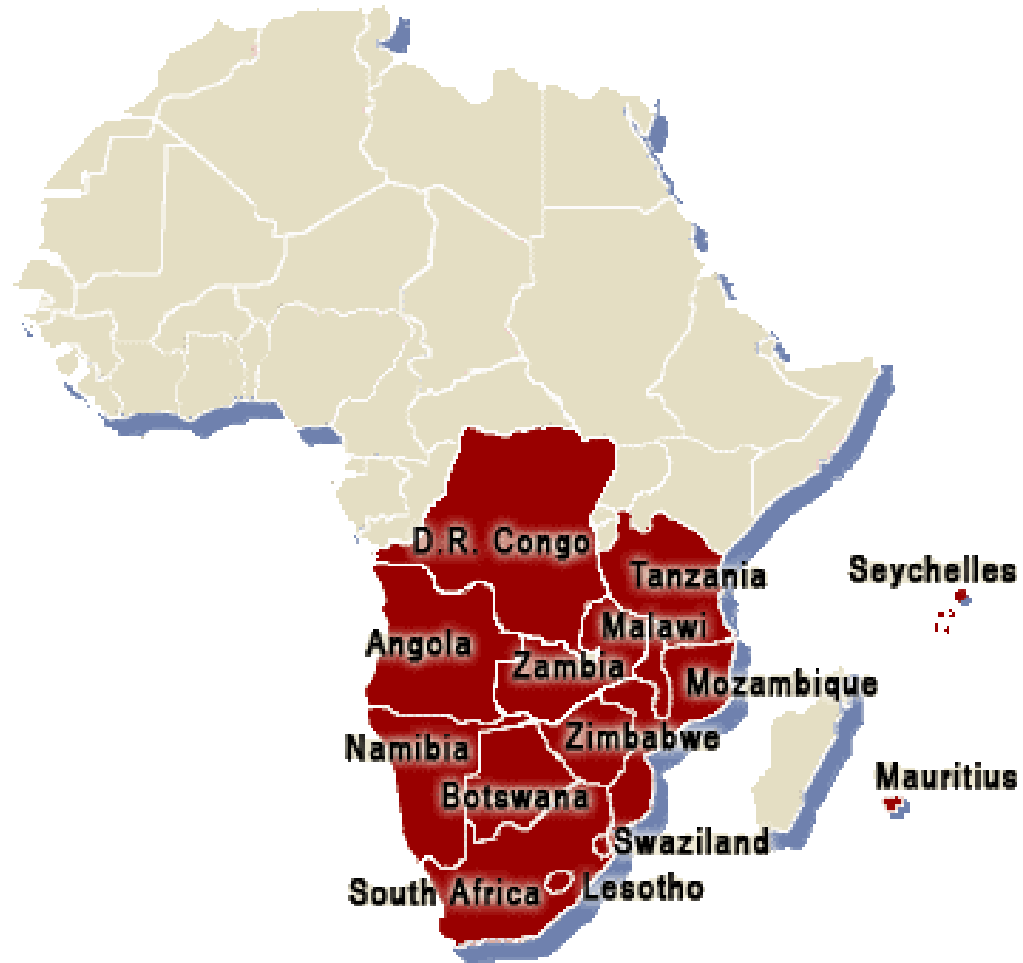 D.R. Congo
Seychelles
Tanzania
Malawi
Angola
Zambia
Mozambique
Zimbabwe
Namibia
Mauritius
Botswana
Swaziland
Lesotho
South Africa